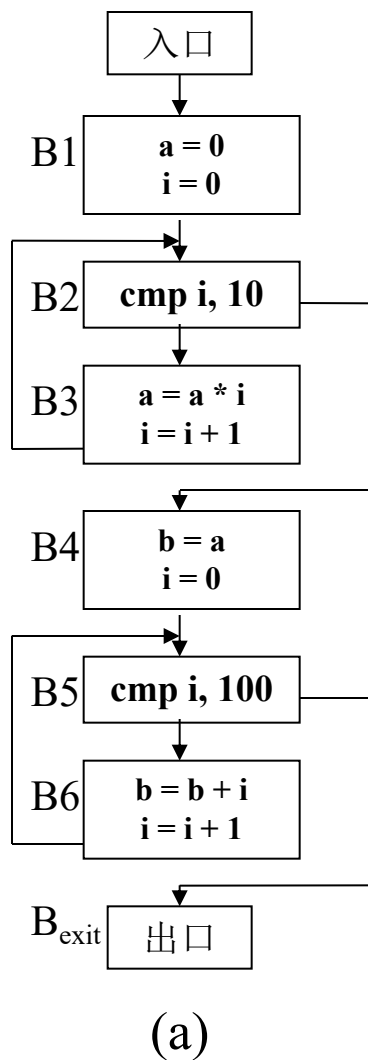 入口
B1
a = 0
i = 0
B2
cmp i, 10
B3
a = a * i
i = i + 1
B4
b = a
i = 0
B5
cmp i, 100
B6
b = b + i
i = i + 1
Bexit
出口
(a)